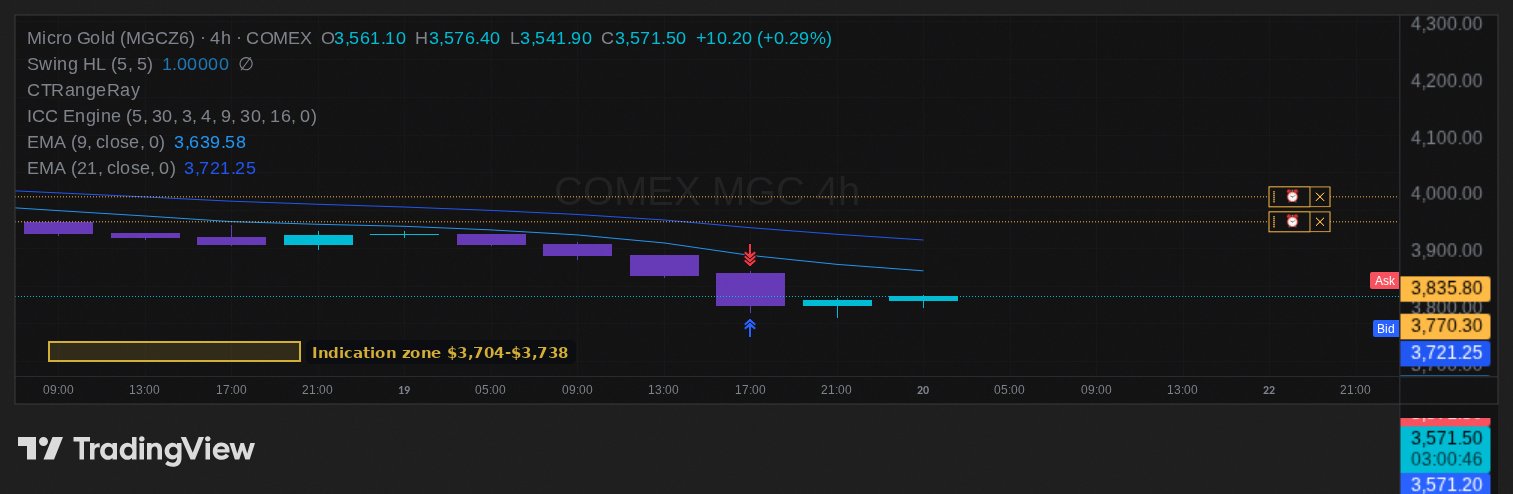 Micro Gold (MGCZ6) · 4h · COMEX O3,561.10 H3,576.40 L3,541.90 C3,571.50 +10.20 (+0.29%)
Swing HL (5, 5) 1.00000 ∅
CTRangeRay
ICC Engine (5, 30, 3, 4, 9, 30, 16, 0)
EMA (9, close, 0) 3,639.58
EMA (21, close, 0) 3,721.25
COMEX MGC 4h
4,300.00
4,200.00
4,100.00
4,000.00
3,900.00
Ask
3,835.80
3,800.00
3,770.30
Bid
3,721.25
3,700.00
Indication zone $3,704-$3,738
09:00 13:00 17:00 21:00 19 05:00 09:00 13:00 17:00 21:00 20 05:00 09:00 13:00 22 21:00
TradingView
3,571.50
03:00:46
3,571.20